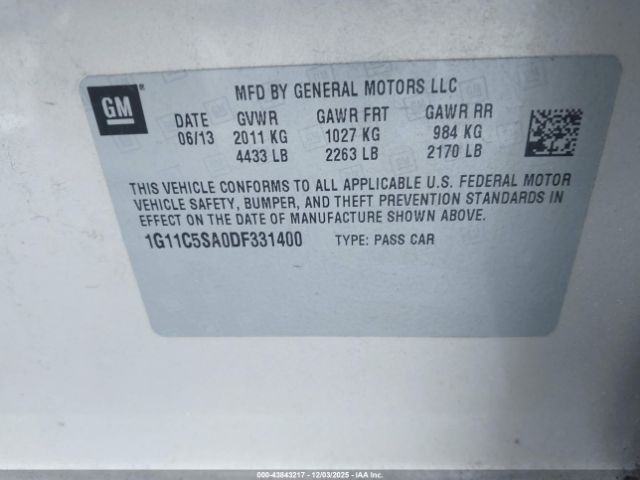 GM
MFD BY GENERAL MOTORS LLC
DATE GVWR GAWR FRT GAWR RR
06/13 2011 KG 1027 KG 984 KG
4433 LB 2263 LB 2170 LB
THIS VEHICLE CONFORMS TO ALL APPLICABLE U.S. FEDERAL MOTOR
VEHICLE SAFETY, BUMPER, AND THEFT PREVENTION STANDARDS IN
EFFECT ON THE DATE OF MANUFACTURE SHOWN ABOVE.
1G11C5SA0DF331400 TYPE: PASS CAR
000-43843217 - 12/03/2025 - IAA Inc.